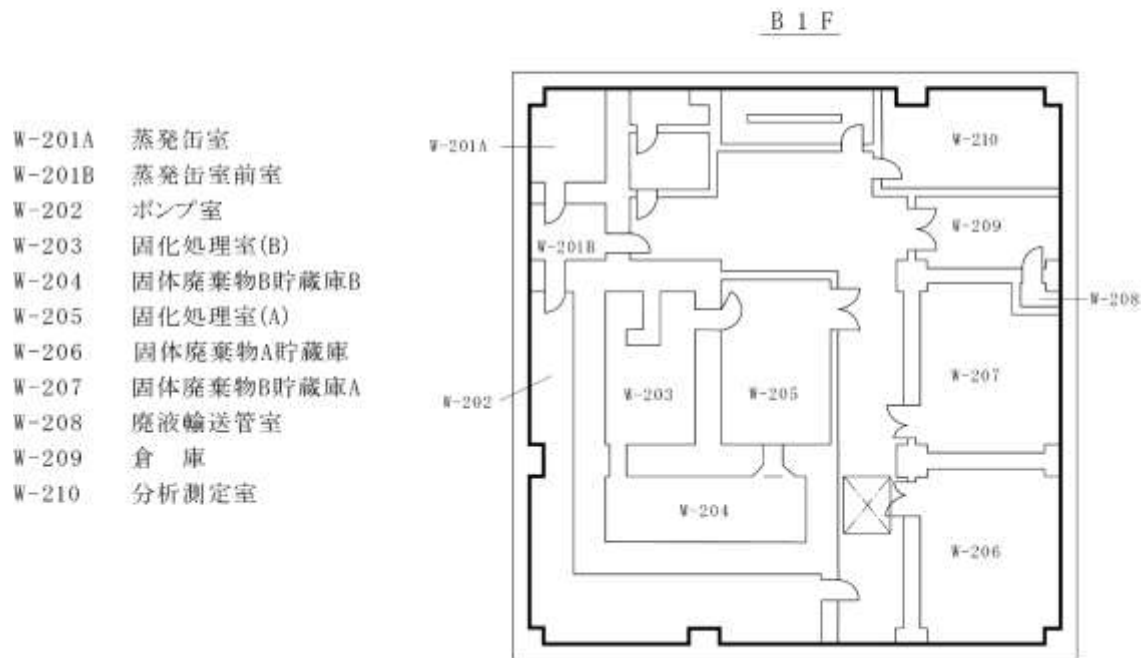 B 1 F
W-201A 蒸発缶室
W-201B 蒸発缶室前室
W-202 ポンプ室
W-203 固化処理室(B)
W-204 固体廃棄物B貯蔵庫B
W-205 固化処理室(A)
W-206 固体廃棄物A貯蔵庫
W-207 固体廃棄物B貯蔵庫A
W-208 廃液輸送管室
W-209 倉 庫
W-210 分析測定室
W-201A
W-210
W-209
W-201B
W-208
W-207
W-202
W-203
W-205
W-204
W-206